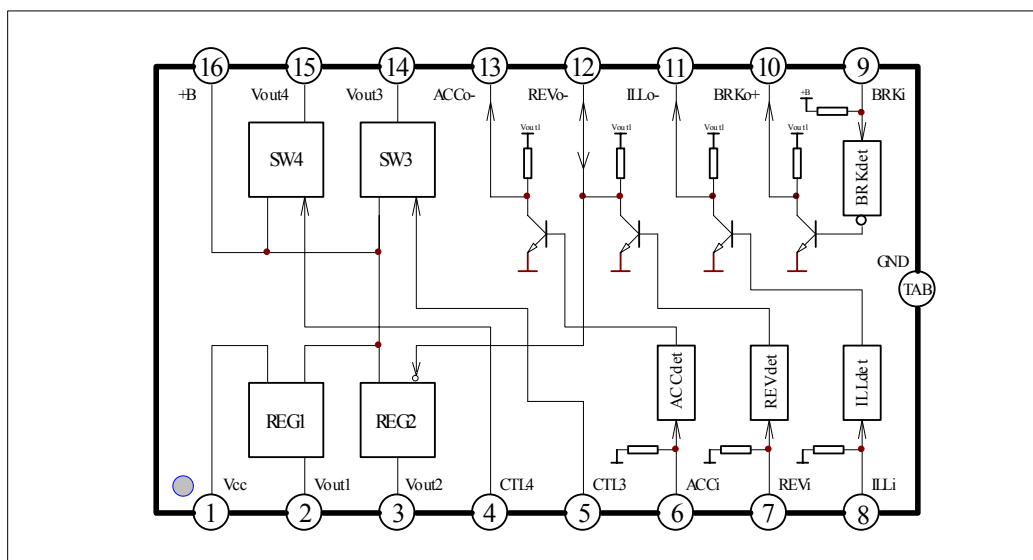 16 15 14 13 12 11 10 9
+B Vout4 Vout3 ACCo- REVo- ILLo- BRKo+ BRKi
+B
Vout1 Vout1 Vout1 Vout1
SW4 SW3
BRKdet
GND
TAB
REG1 REG2
ACCdet REVdet ILLdet
Vcc Vout1 Vout2 CTL4 CTL3 ACCi REVi ILLi
1 2 3 4 5 6 7 8